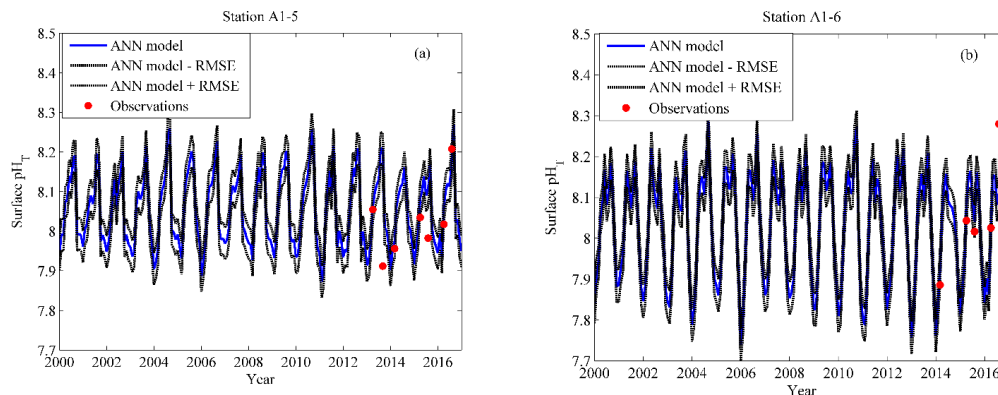 Station A1-5
8.5
8.4
8.3
8.2
8.1
8
7.9
7.8
7.7
ANN model
ANN model - RMSE
ANN model + RMSE
Observations
(a)
Surface pH_T
2000 2002 2004 2006 2008 2010 2012 2014 2016
Year
Station A1-6
8.5
8.4
8.3
8.2
8.1
8
7.9
7.8
7.7
ANN model
ANN model - RMSE
ANN model + RMSE
Observations
(b)
Surface pH_T
2000 2002 2004 2006 2008 2010 2012 2014 2016
Year